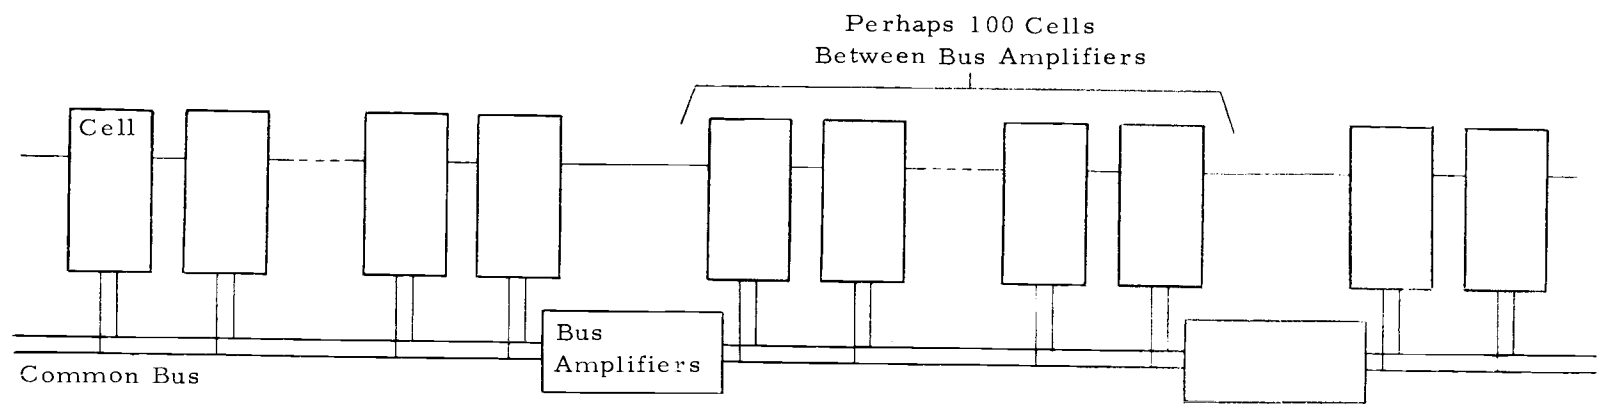 Perhaps 100 Cells
Between Bus Amplifiers
Cell
Bus
Amplifiers
Common Bus